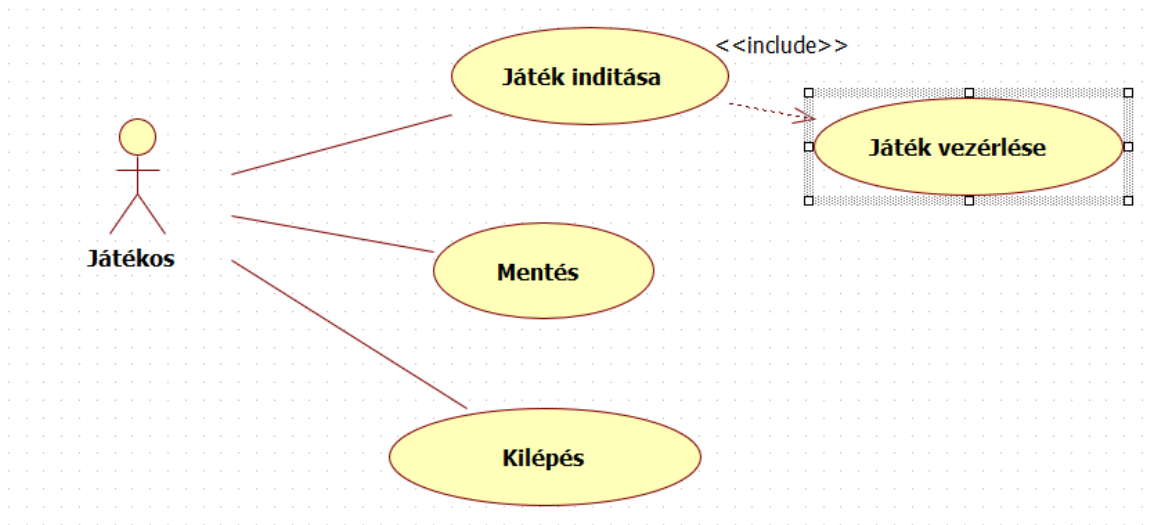 <<include>>
Játék inditása
Játék vezérlése
Játékos
Mentés
Kilépés